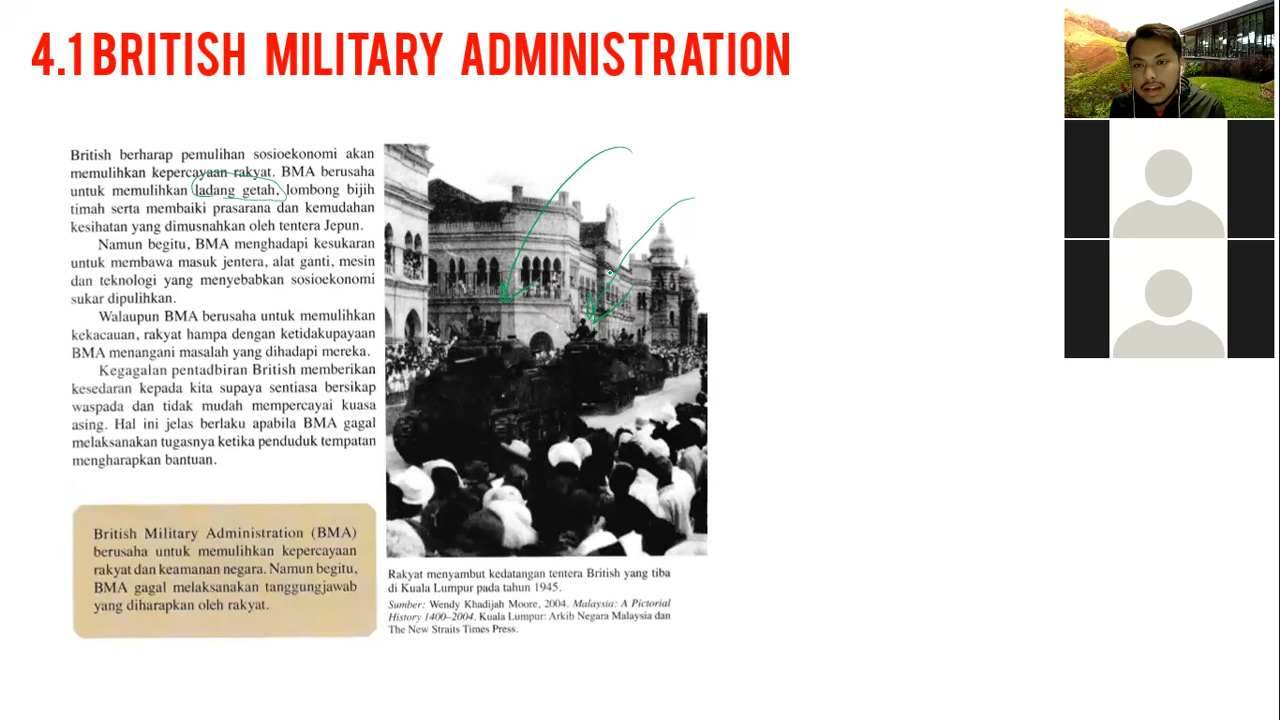 4.1 BRITISH MILITARY ADMINISTRATION
British berharap pemulihan sosioekonomi akan
memulihkan kepercayaan rakyat. BMA berusaha
untuk memulihkan ladang getah, lombong bijih
timah serta membaiki prasarana dan kemudahan
kesihatan yang dimusnahkan oleh tentera Jepun.
Namun begitu, BMA menghadapi kesukaran
untuk membawa masuk jentera, alat ganti, mesin
dan teknologi yang menyebabkan sosioekonomi
sukar dipulihkan.
Walaupun BMA berusaha untuk memulihkan
kekacauan, rakyat hampa dengan ketidakupayaan
BMA menangani masalah yang dihadapi mereka.
Kegagalan pentadbiran British memberikan
kesedaran kepada kita supaya sentiasa bersikap
waspada dan tidak mudah mempercayai kuasa
asing. Hal ini jelas berlaku apabila BMA gagal
melaksanakan tugasnya ketika penduduk tempatan
mengharapkan bantuan.
British Military Administration (BMA)
berusaha untuk memulihkan kepercayaan
rakyat dan keamanan negara. Namun begitu,
BMA gagal melaksanakan tanggungjawab
yang diharapkan oleh rakyat.
Rakyat menyambut kedatangan tentera British yang tiba
di Kuala Lumpur pada tahun 1945.
Sumber: Wendy Khadijah Moore, 2004. Malaysia: A Pictorial
History 1400–2004. Kuala Lumpur: Arkib Negara Malaysia dan
The New Straits Times Press.